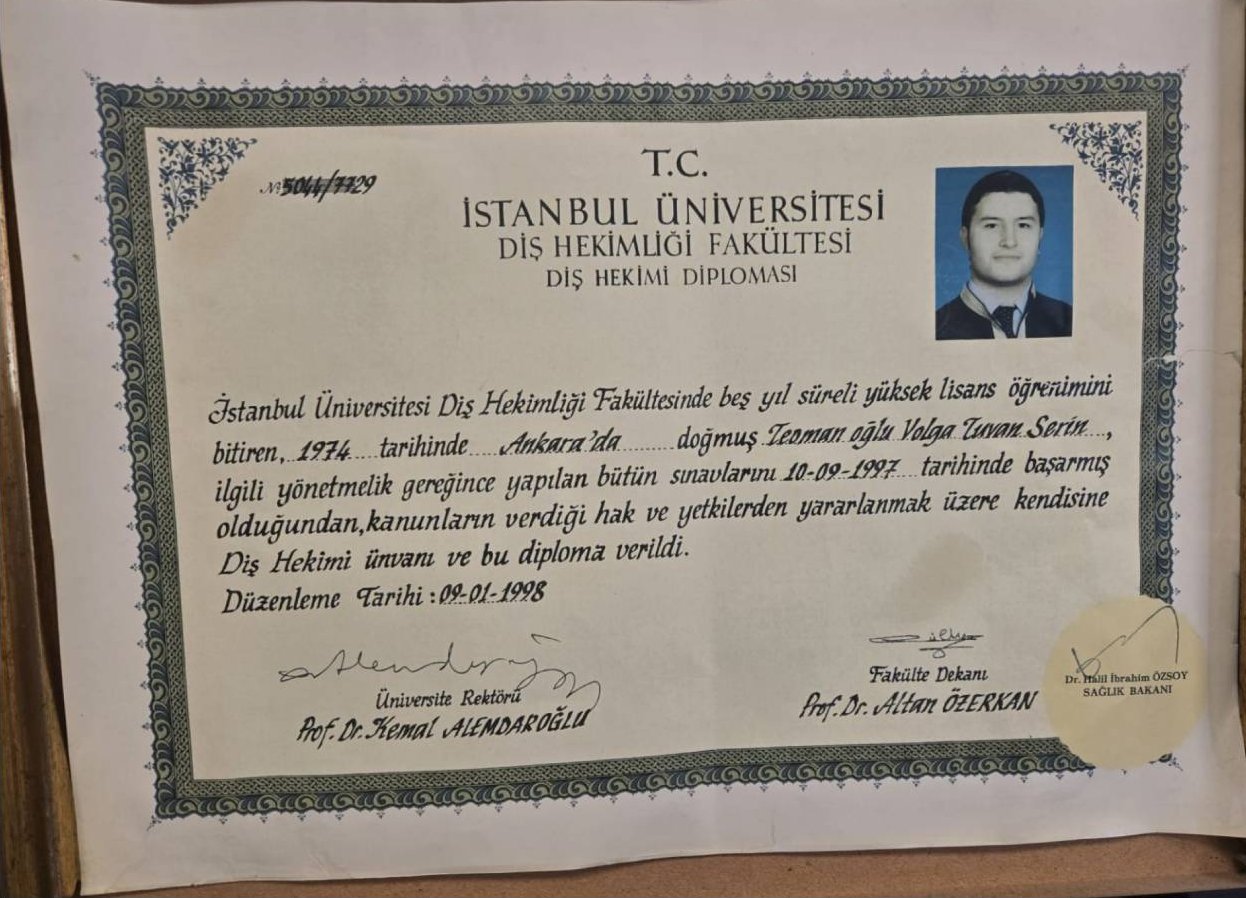 T.C.
İSTANBUL ÜNİVERSİTESİ
DİŞ HEKİMLİĞİ FAKÜLTESİ
DİŞ HEKİMİ DİPLOMASI
İstanbul Üniversitesi Diş Hekimliği Fakültesinde beş yıl süreli yüksek lisans öğrenimini
bitiren, 1974 tarihinde Ankara'da doğmuş Teoman oğlu Volga Tuvan Serin,
ilgili yönetmelik gereğince yapılan bütün sınavlarını 10-09-1997 tarihinde başarmış
olduğundan,kanunların verdiği hak ve yetkilerden yararlanmak üzere kendisine
Diş Hekimi ünvanı ve bu diploma verildi.
Düzenleme Tarihi : 09-01-1998
Üniversite Rektörü
Prof. Dr. Kemal ALEMDAROĞLU
Fakülte Dekanı
Prof. Dr. Altan ÖZERKAN
Dr. Halil İbrahim ÖZSOY
SAĞLIK BAKANI